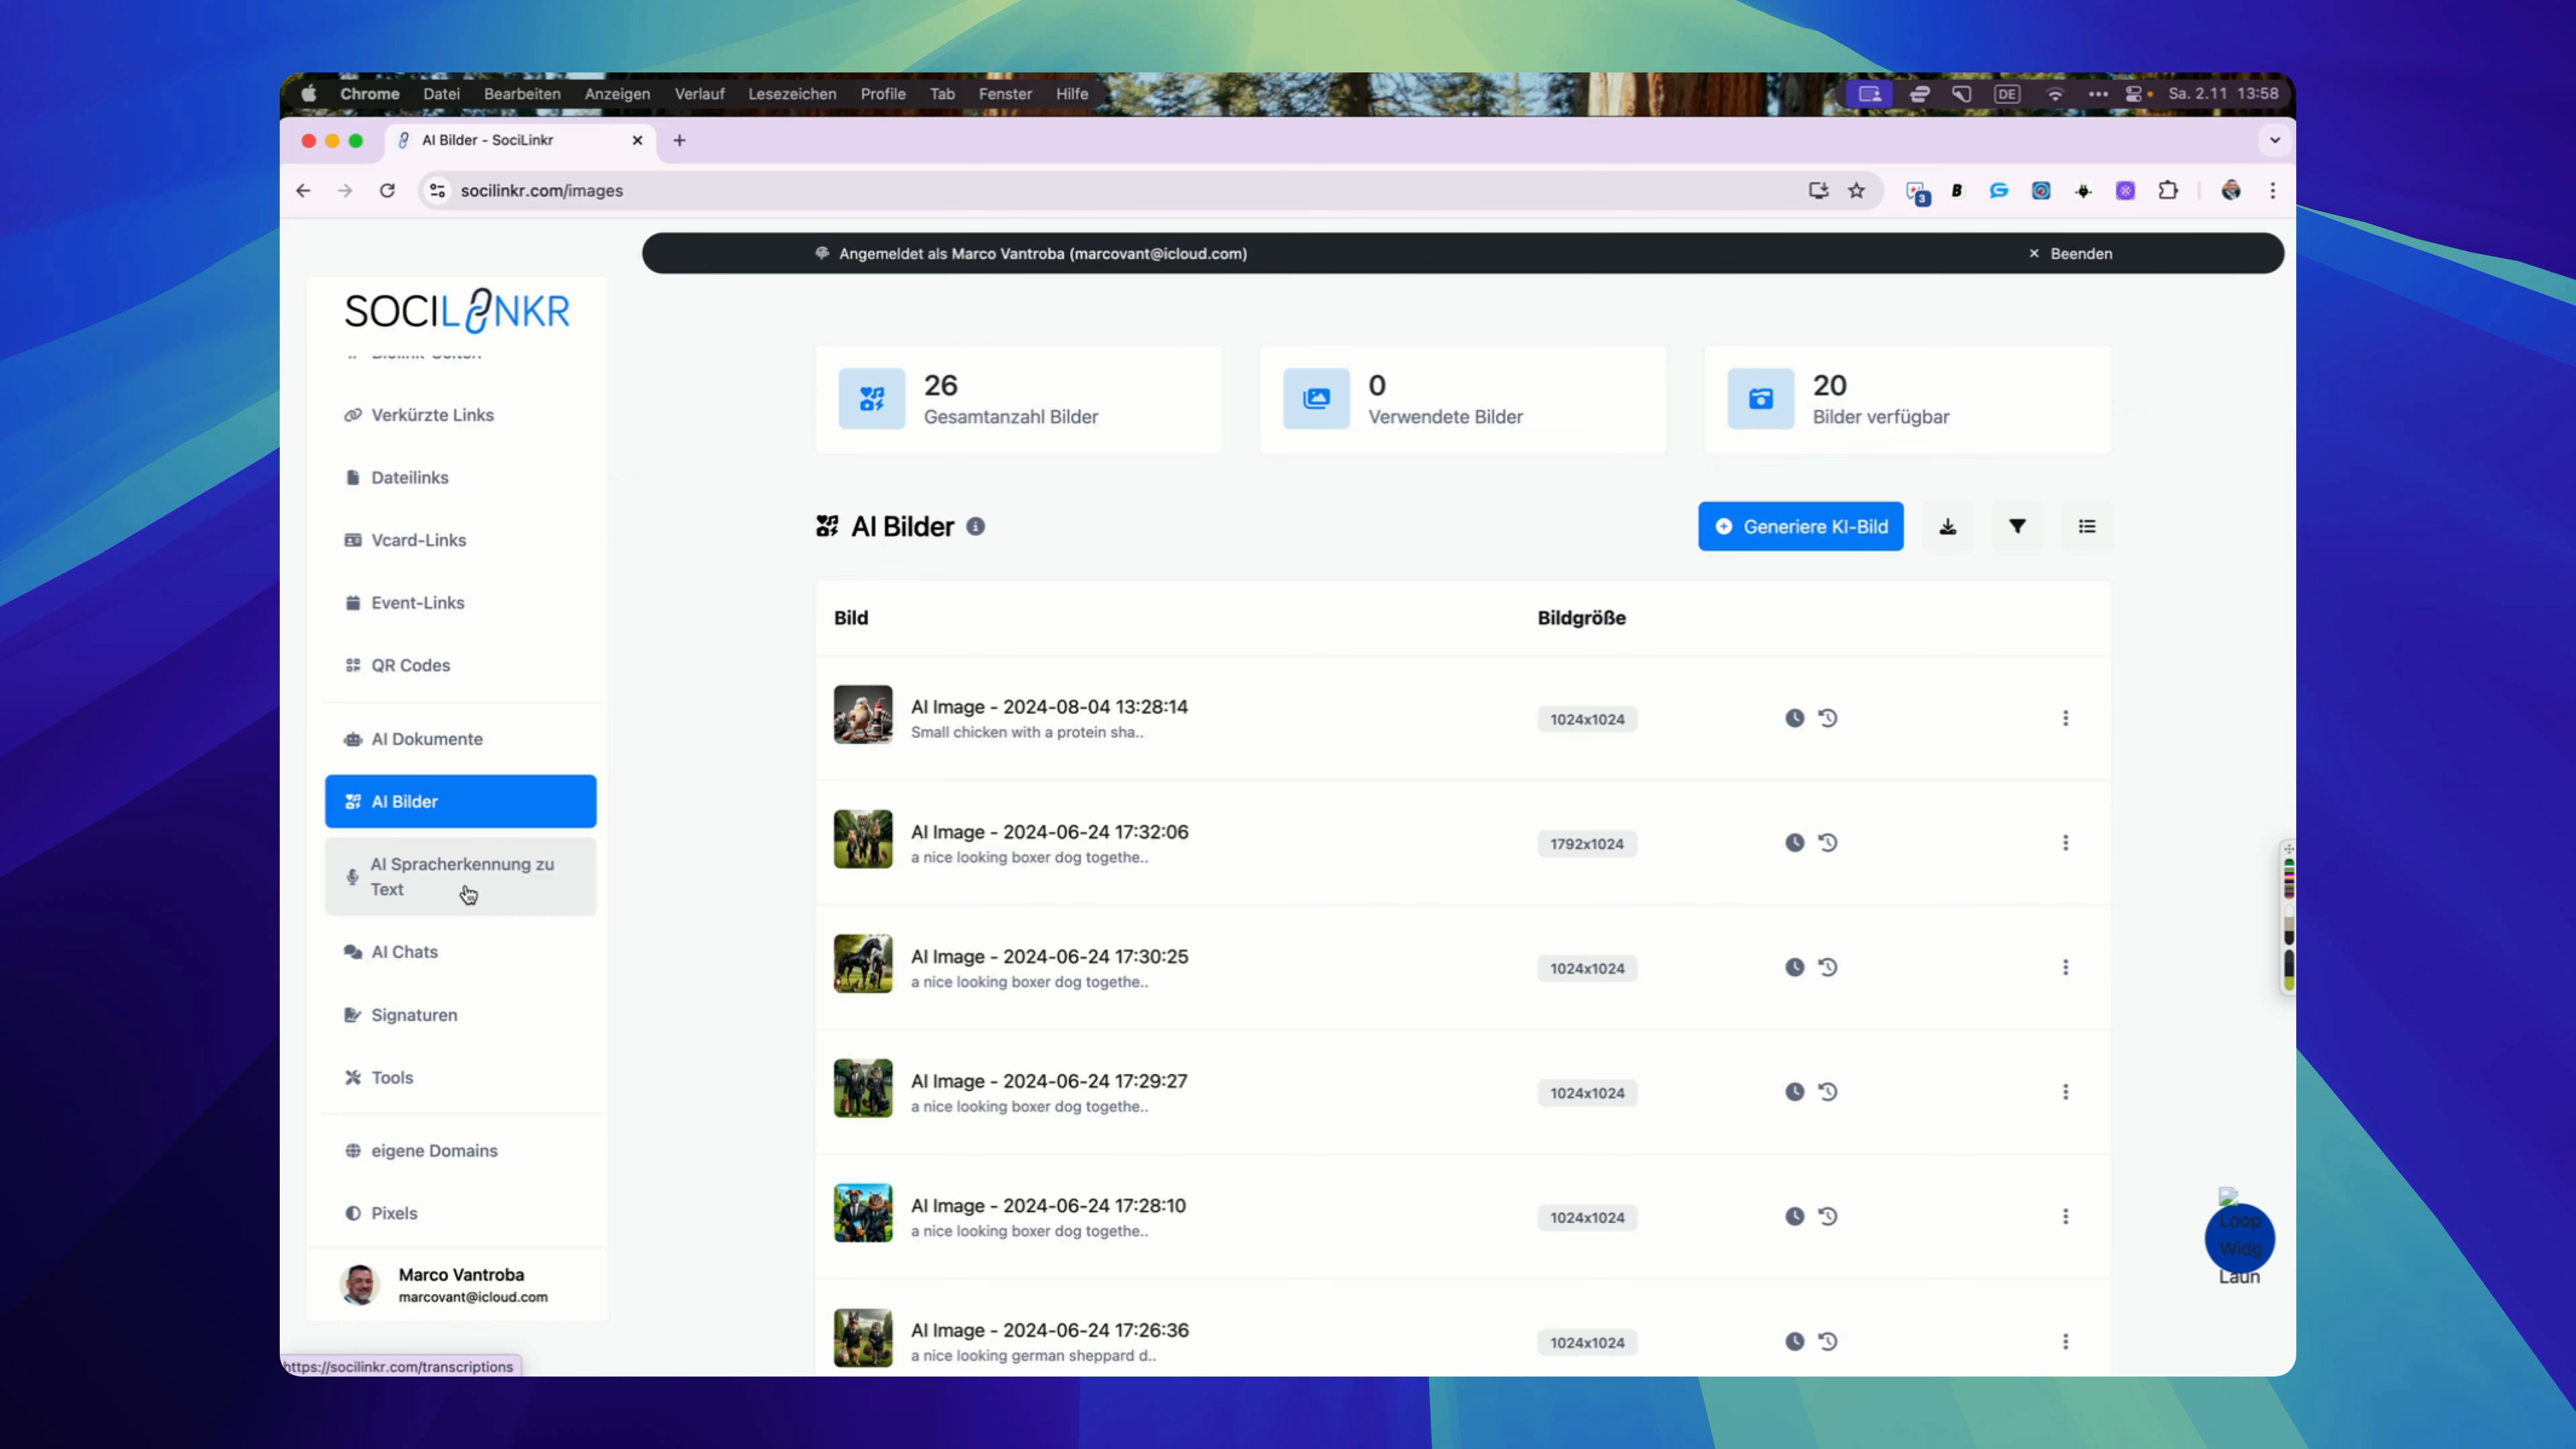 Chrome Datei Bearbeiten Anzeigen Verlauf Lesezeichen Profile Tab Fenster Hilfe
DE Sa. 2.11 13:58
AI Bilder - SociLinkr
socilinkr.com/images
3 B
Angemeldet als Marco Vantroba (marcovant@icloud.com)
Beenden
SOCILINKR
Verkürzte Links
Dateilinks
Vcard-Links
Event-Links
QR Codes
AI Dokumente
AI Bilder
AI Spracherkennung zu
Text
AI Chats
Signaturen
Tools
eigene Domains
Pixels
Marco Vantroba
marcovant@icloud.com
https://socilinkr.com/transcriptions
26
Gesamtanzahl Bilder
0
Verwendete Bilder
20
Bilder verfügbar
AI Bilder
Generiere KI-Bild
Bild Bildgröße
AI Image - 2024-08-04 13:28:14
Small chicken with a protein sha..
1024x1024
AI Image - 2024-06-24 17:32:06
a nice looking boxer dog togethe..
1792x1024
AI Image - 2024-06-24 17:30:25
a nice looking boxer dog togethe..
1024x1024
AI Image - 2024-06-24 17:29:27
a nice looking boxer dog togethe..
1024x1024
AI Image - 2024-06-24 17:28:10
a nice looking boxer dog togethe..
1024x1024
AI Image - 2024-06-24 17:26:36
a nice looking german sheppard d..
1024x1024
Loop
Widg
Laun